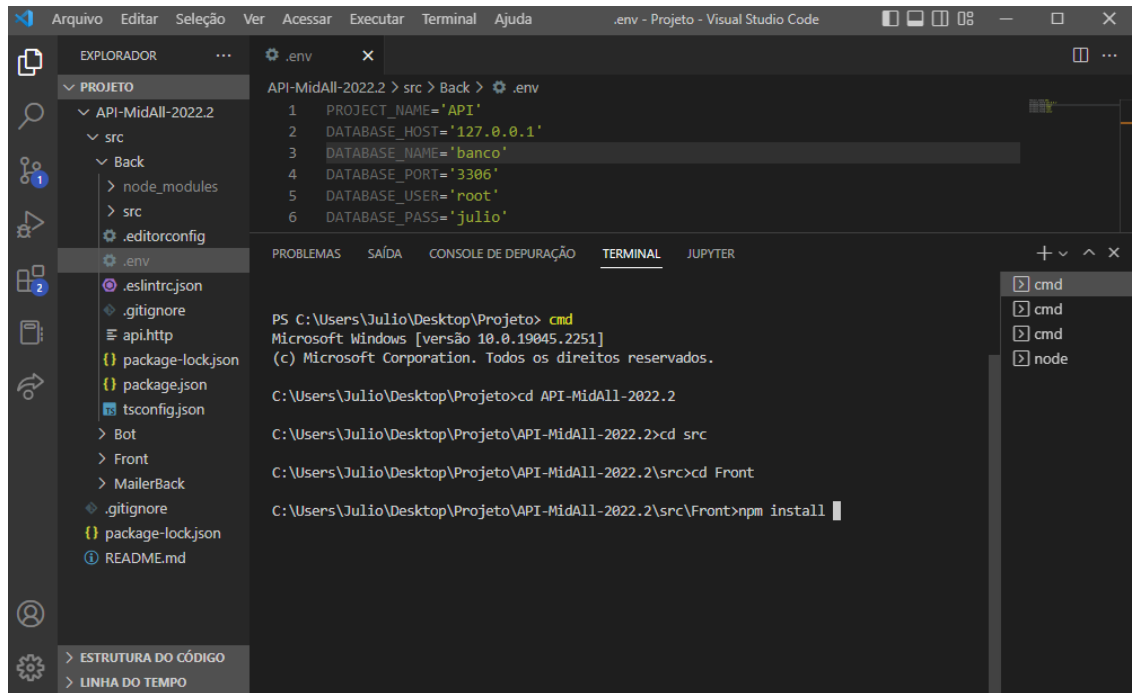 Arquivo Editar Seleção Ver Acessar Executar Terminal Ajuda .env - Projeto - Visual Studio Code
EXPLORADOR
PROJETO
API-MidAll-2022.2
src
Back
node_modules
src
.editorconfig
.env
.eslintrc.json
.gitignore
api.http
package-lock.json
package.json
tsconfig.json
Bot
Front
MailerBack
.gitignore
package-lock.json
README.md
ESTRUTURA DO CÓDIGO
LINHA DO TEMPO
1
2
.env
API-MidAll-2022.2 > src > Back > .env
1 PROJECT_NAME='API'
2 DATABASE_HOST='127.0.0.1'
3 DATABASE_NAME='banco'
4 DATABASE_PORT='3306'
5 DATABASE_USER='root'
6 DATABASE_PASS='julio'
PROBLEMAS SAÍDA CONSOLE DE DEPURAÇÃO TERMINAL JUPYTER
PS C:\Users\Julio\Desktop\Projeto> cmd
Microsoft Windows [versão 10.0.19045.2251]
(c) Microsoft Corporation. Todos os direitos reservados.
C:\Users\Julio\Desktop\Projeto>cd API-MidAll-2022.2
C:\Users\Julio\Desktop\Projeto\API-MidAll-2022.2>cd src
C:\Users\Julio\Desktop\Projeto\API-MidAll-2022.2\src>cd Front
C:\Users\Julio\Desktop\Projeto\API-MidAll-2022.2\src\Front>npm install
cmd
cmd
cmd
node